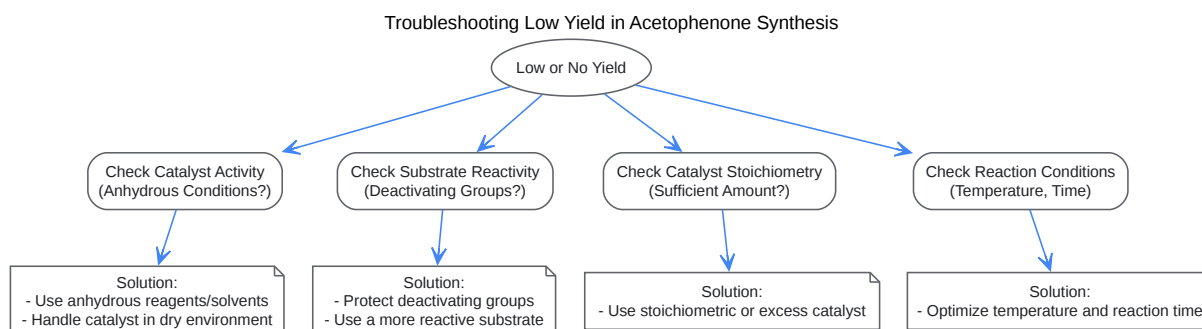 Troubleshooting Low Yield in Acetophenone Synthesis
Low or No Yield
Check Catalyst Activity
(Anhydrous Conditions?)
Check Substrate Reactivity
(Deactivating Groups?)
Check Catalyst Stoichiometry
(Sufficient Amount?)
Check Reaction Conditions
(Temperature, Time)
Solution:
- Use anhydrous reagents/solvents
- Handle catalyst in dry environment
Solution:
- Protect deactivating groups
- Use a more reactive substrate
Solution:
- Use stoichiometric or excess catalyst
Solution:
- Optimize temperature and reaction time